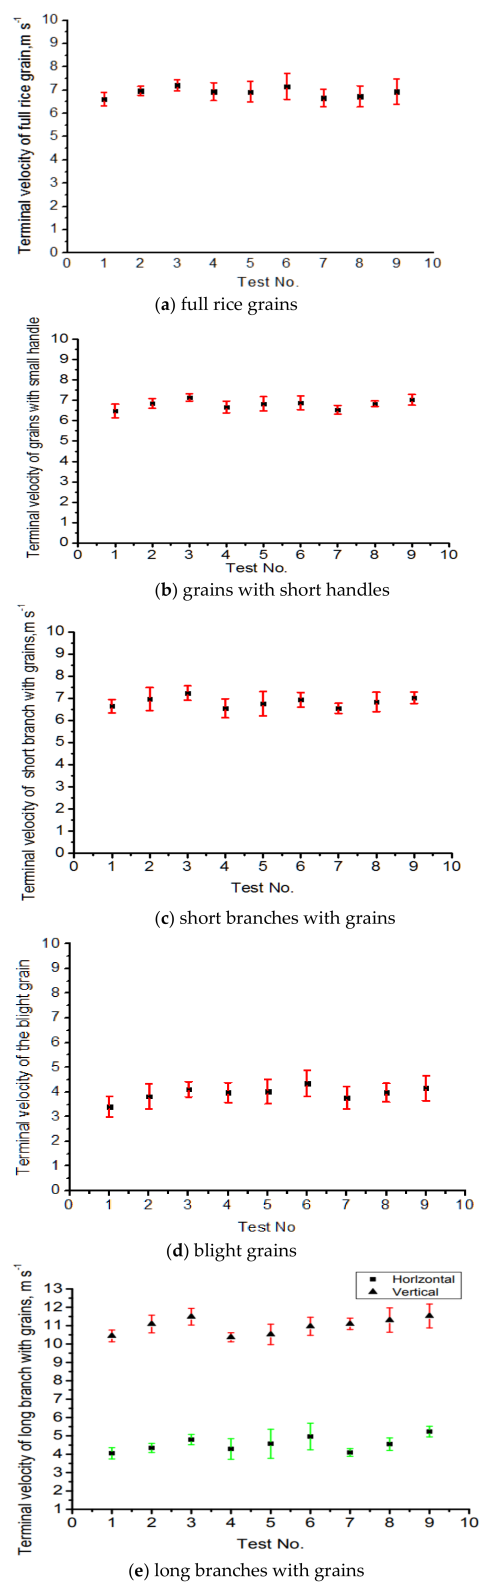 Terminal velocity of full rice grain,m s-1
10
9
8
7
6
5
4
3
2
1
0
0 1 2 3 4 5 6 7 8 9 10
Test No.
(a) full rice grains
Terminal velocity of grains with small handle
10
9
8
7
6
5
4
3
2
1
0
0 1 2 3 4 5 6 7 8 9 10
Test No.
(b) grains with short handles
Terminal velocity of short branch with grains,m s-1
10
9
8
7
6
5
4
3
2
1
0
0 1 2 3 4 5 6 7 8 9 10
Test No.
(c) short branches with grains
Terminal velocity of the blight grain
10
9
8
7
6
5
4
3
2
1
0
0 1 2 3 4 5 6 7 8 9 10
Test No
(d) blight grains
Terminal velocity of long branch with grains, m s-1
Horizontal
Vertical
13
12
11
10
9
8
7
6
5
4
3
2
1
0 1 2 3 4 5 6 7 8 9 10
Test No.
(e) long branches with grains